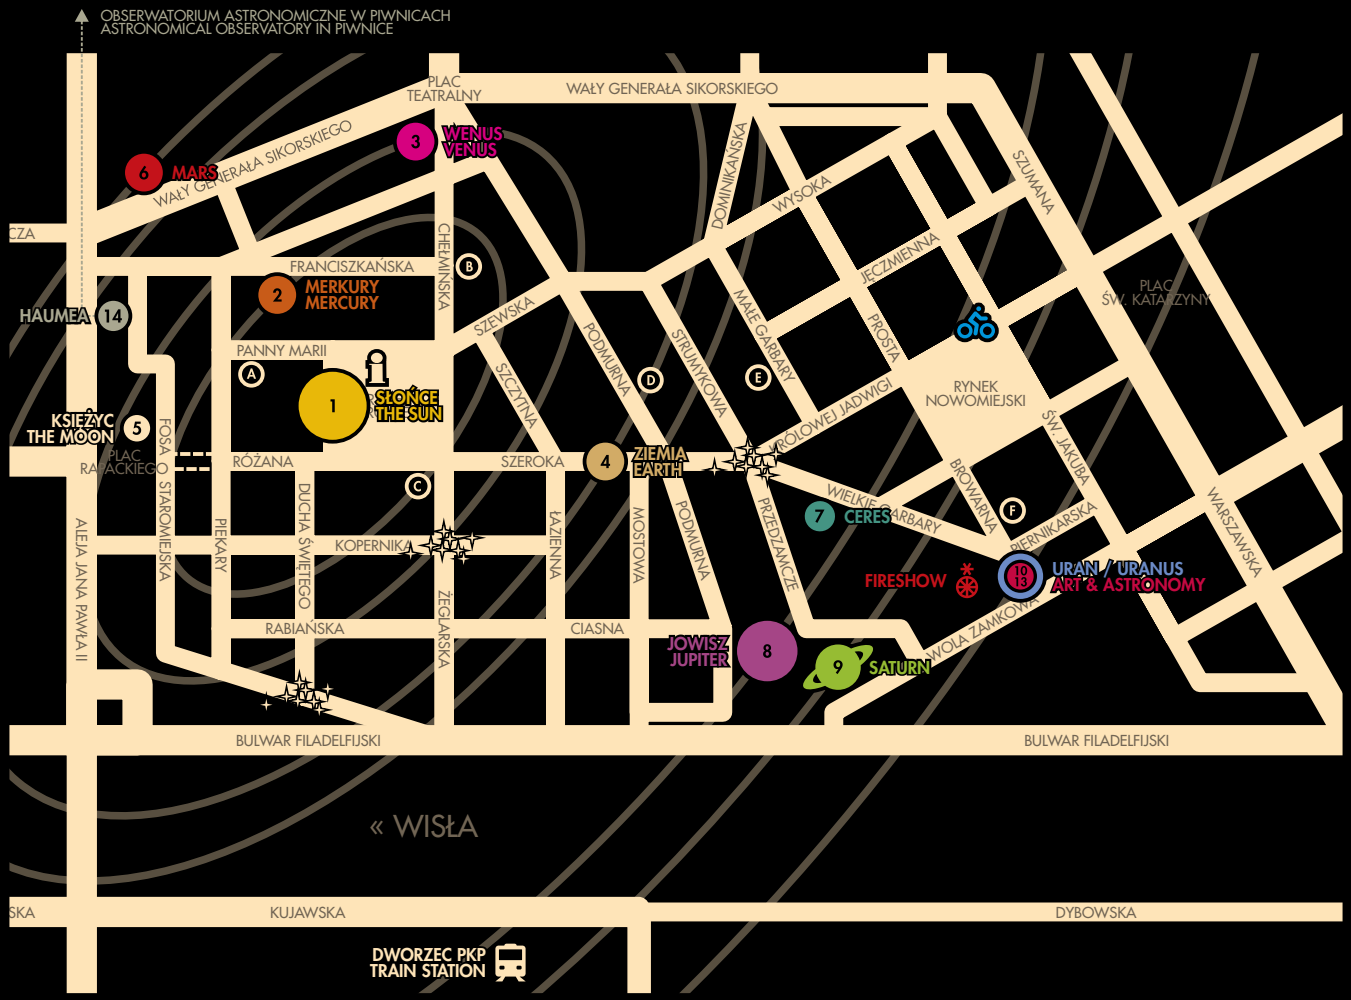 OBSERWATORIUM ASTRONOMICZNE W PIWNICACH
ASTRONOMICAL OBSERVATORY IN PIWNICE
PLAC
TEATRALNY
WAŁY GENERAŁA SIKORSKIEGO
WAŁY GENERAŁA SIKORSKIEGO
3
WENUS
VENUS
6
MARS
DOMINIKAŃSKA
WYSOKA
SZUMANA
CZA
CHEŁMIŃSKA
FRANCISZKAŃSKA
B
JĘCZMIENNA
2
MERKURY
MERCURY
PLAC
ŚW. KATARZYNY
HAUMEA
14
SZEWSKA
PODMURNA
STRUMYKOWA
MAŁE GARBARY
PROSTA
PANNY MARII
A
SZCZYTNA
D
E
1
SŁOŃCE
THE SUN
RYNEK
NOWOMIEJSKI
KRÓLOWEJ JADWIGI
KSIEŻYC
THE MOON
5
PLAC
RAPACKIEGO
FOSA STAROMIEJSKA
RÓŻANA
SZEROKA
4
ZIEMIA
EARTH
ŚW. JAKUBA
BROWARNA
C
DUCHA ŚWIĘTEGO
WIELKIE GARBARY
7
CERES
F
PIERNIKARSKA
WARSZAWSKA
ALEJA JANA PAWŁA II
PIEKARY
KOPERNIKA
ŁAZIENNA
MOSTOWA
PODMURNA
PRZEDZAMCZE
FIRESHOW
10
13
URAN / URANUS
ART & ASTRONOMY
ŻEGLARSKA
RABIAŃSKA
CIASNA
WOLA ZAMKOWA
JOWISZ
JUPITER
8
9
SATURN
BULWAR FILADELFIJSKI
BULWAR FILADELFIJSKI
« WISŁA
SKA
KUJAWSKA
DYBOWSKA
DWORZEC PKP
TRAIN STATION